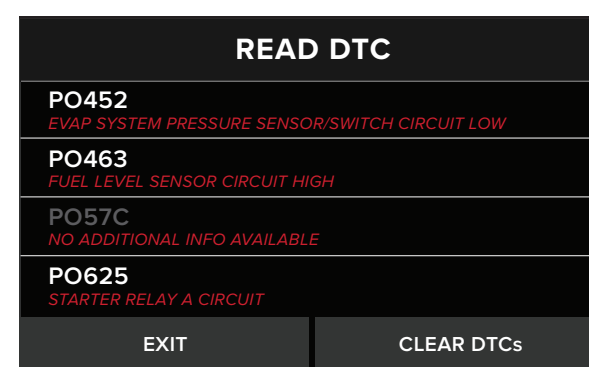 READ DTC
PO452
EVAP SYSTEM PRESSURE SENSOR/SWITCH CIRCUIT LOW
PO463
FUEL LEVEL SENSOR CIRCUIT HIGH
PO57C
NO ADDITIONAL INFO AVAILABLE
PO625
STARTER RELAY A CIRCUIT
EXIT
CLEAR DTCs